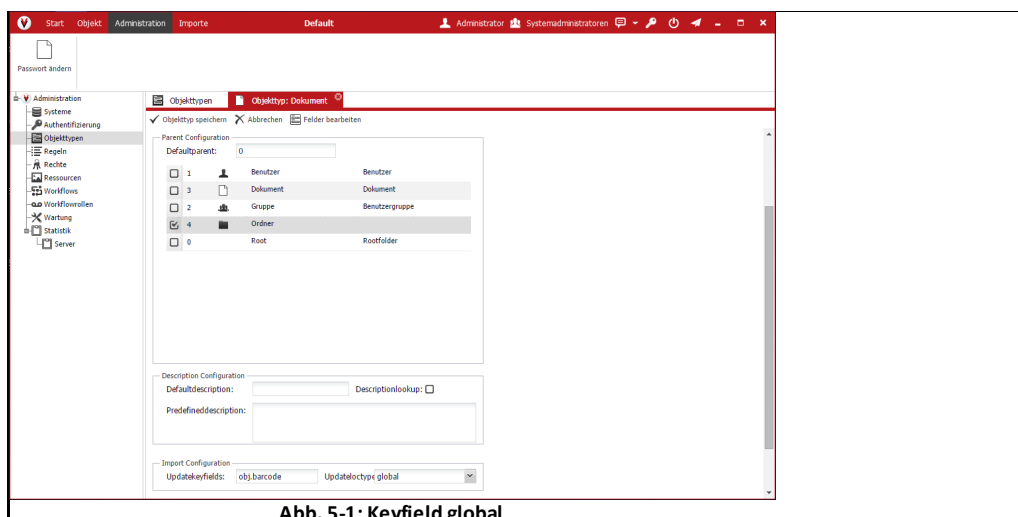 Start Objekt Administration Importe Default Administrator Systemadministratoren
Passwort ändern
Administration
Systeme
Authentifizierung
Objekttypen
Regeln
Rechte
Ressourcen
Workflows
Workflowrollen
Wartung
Statistik
Server
Objekttypen Objekttyp: Dokument
Objekttyp speichern Abbrechen Felder bearbeiten
Parent Configuration
Defaultparent: 0
1 Benutzer Benutzer
3 Dokument Dokument
2 Gruppe Benutzergruppe
4 Ordner
0 Root Rootfolder
Description Configuration
Defaultdescription: Descriptionlookup:
Predefineddescription:
Import Configuration
Updatekeyfields: obj.barcode Updateloctype global
Abb. 5-1: Keyfield global